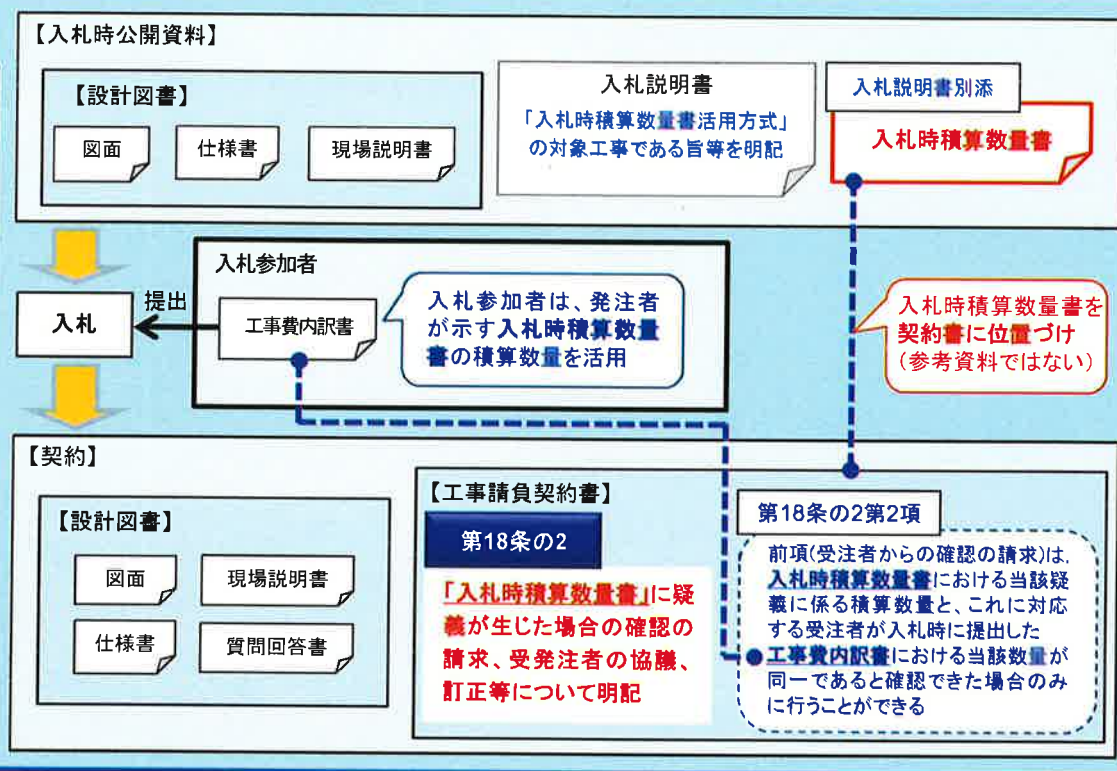 【入札時公開資料】
【設計図書】
図面
仕様書
現場説明書
入札説明書
「入札時積算数量書活用方式」
の対象工事である旨等を明記
入札説明書別添
入札時積算数量書
入札
提出
入札参加者
工事費内訳書
入札参加者は、発注者
が示す入札時積算数量
書の積算数量を活用
入札時積算数量書を
契約書に位置づけ
（参考資料ではない）
【契約】
【設計図書】
図面
現場説明書
仕様書
質問回答書
【工事請負契約書】
第18条の2
「入札時積算数量書」に疑
義が生じた場合の確認の
請求、受発注者の協議、
訂正等について明記
第18条の2第2項
前項(受注者からの確認の請求)は、
入札時積算数量書における当該疑
義に係る積算数量と、これに対応
する受注者が入札時に提出した
工事費内訳書における当該数量が
同一であると確認できた場合のみ
に行うことができる